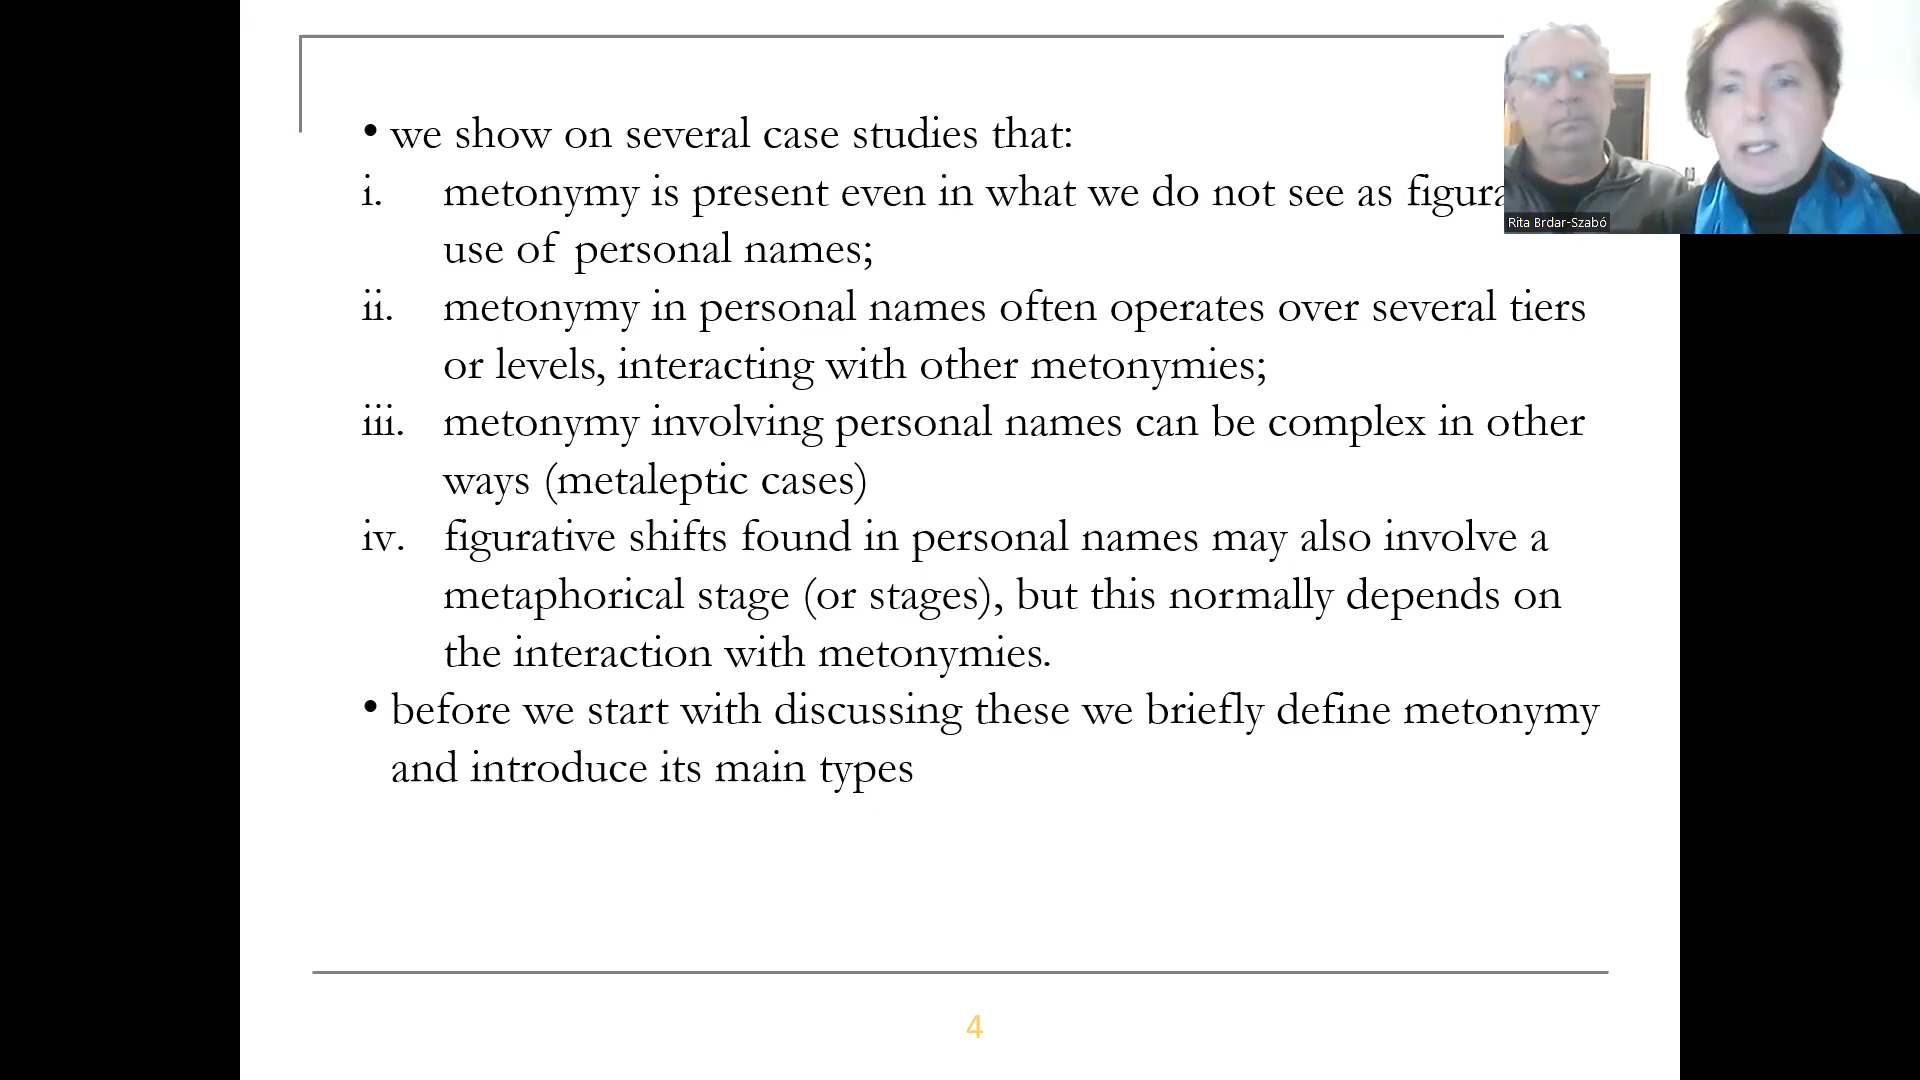 • we show on several case studies that:
i. metonymy is present even in what we do not see as
use of personal names;
ii. metonymy in personal names often operates over several tiers
or levels, interacting with other metonymies;
iii. metonymy involving personal names can be complex in other
ways (metaleptic cases)
iv. figurative shifts found in personal names may also involve a
metaphorical stage (or stages), but this normally depends on
the interaction with metonymies.
• before we start with discussing these we briefly define metonymy
and introduce its main types
4
Rita Brdar-Szabó